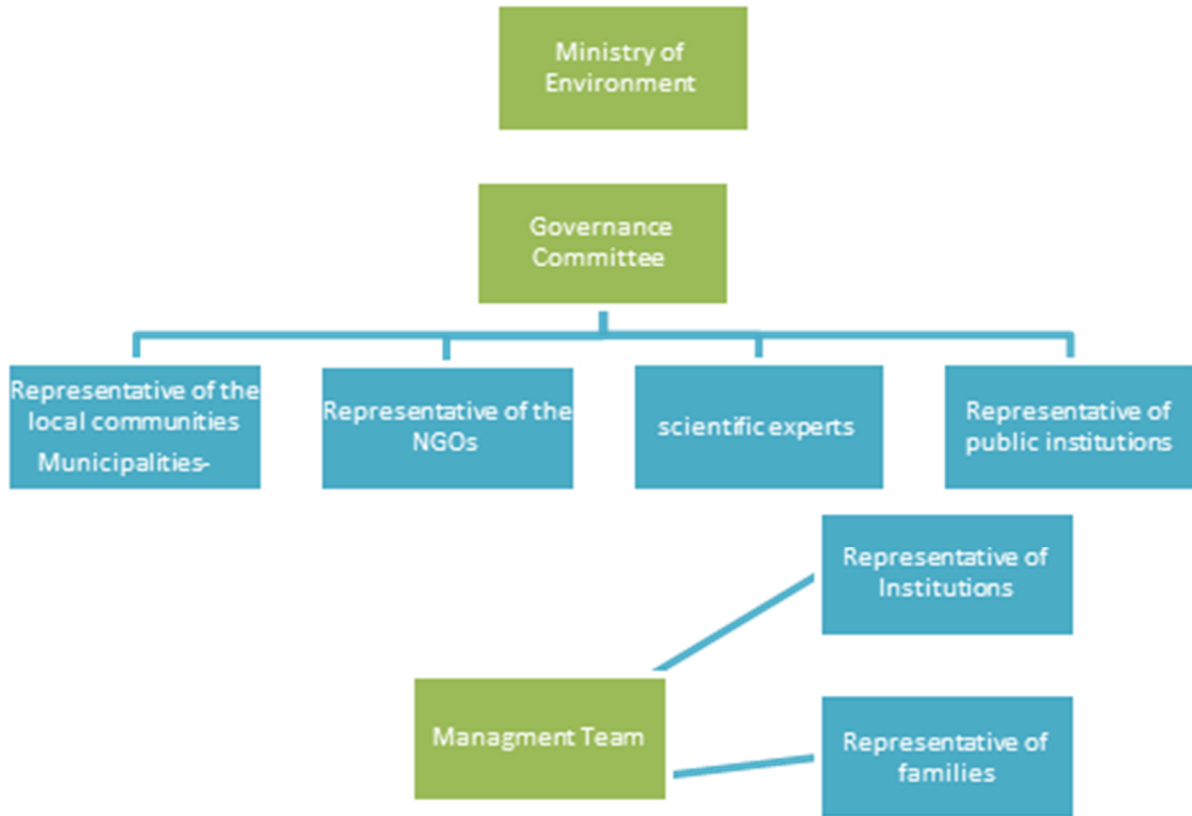 Ministry of
Environment
Governance
Committee
Representative of the
local communities
Municipalities-
Representative of the
NGOs
scientific experts
Representative of
public institutions
Representative of
Institutions
Managment Team
Representative of
families